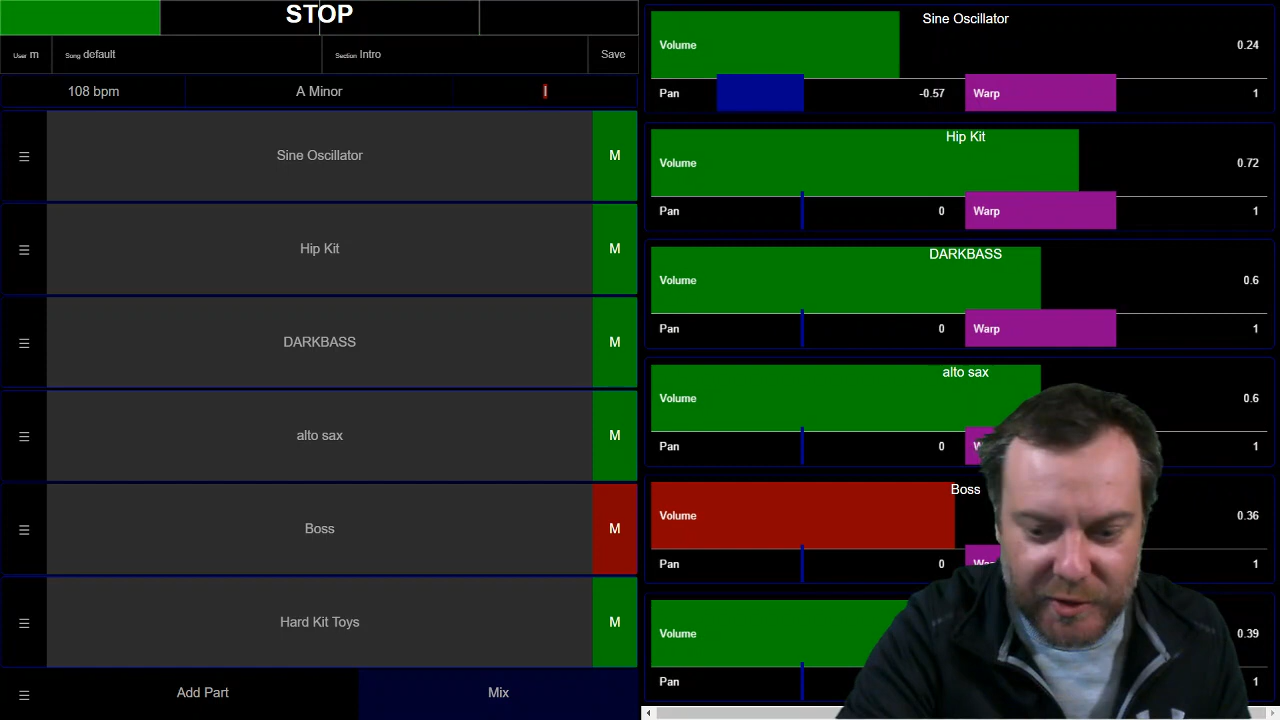 STOP
User m Song default Section Intro Save
108 bpm A Minor I
Sine Oscillator M
Hip Kit M
DARKBASS M
alto sax M
Boss M
Hard Kit Toys M
Add Part Mix
Sine Oscillator
Volume 0.24
Pan -0.57 Warp 1
Hip Kit
Volume 0.72
Pan 0 Warp 1
DARKBASS
Volume 0.6
Pan 0 Warp 1
alto sax
Volume 0.6
Pan 0 1
Boss
Volume 0.36
Pan 0 1
Volume 0.39
Pan 1